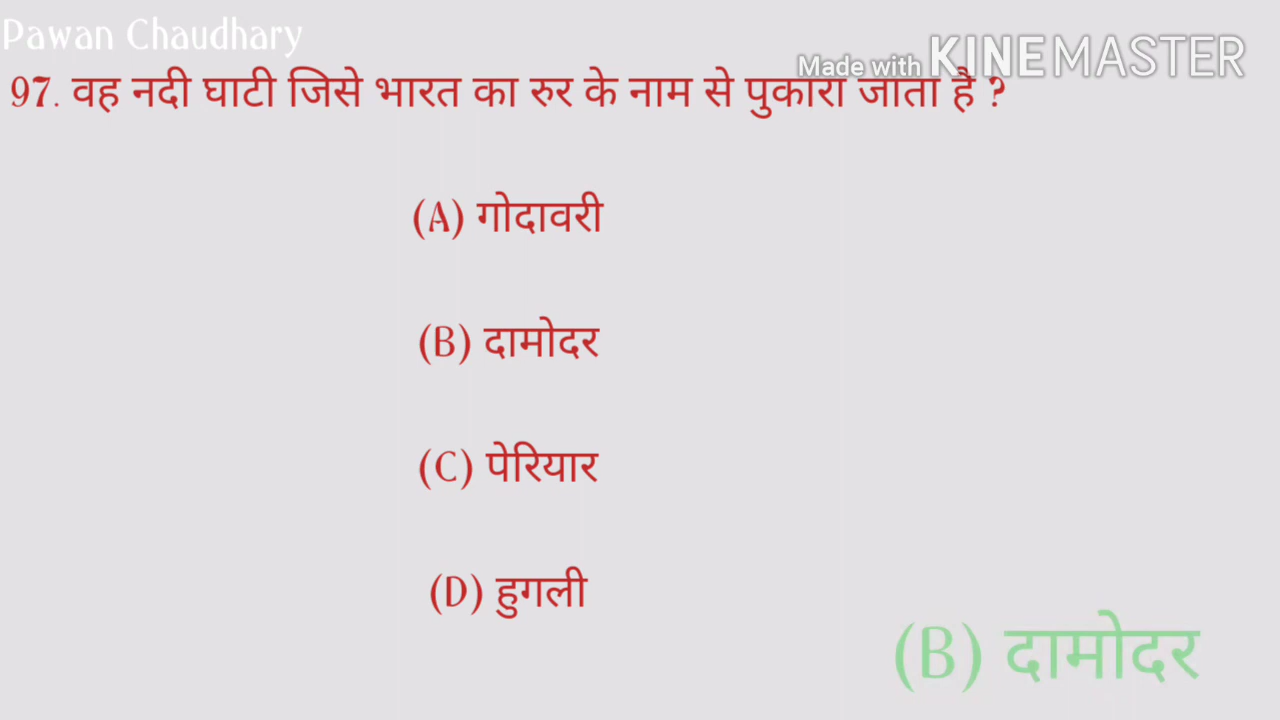 Pawan Chaudhary
Made with KINEMASTER
97. वह नदी घाटी जिसे भारत का रुर के नाम से पुकारा जाता है ?
(A) गोदावरी
(B) दामोदर
(C) पेरियार
(D) हुगली
(B) दामोदर